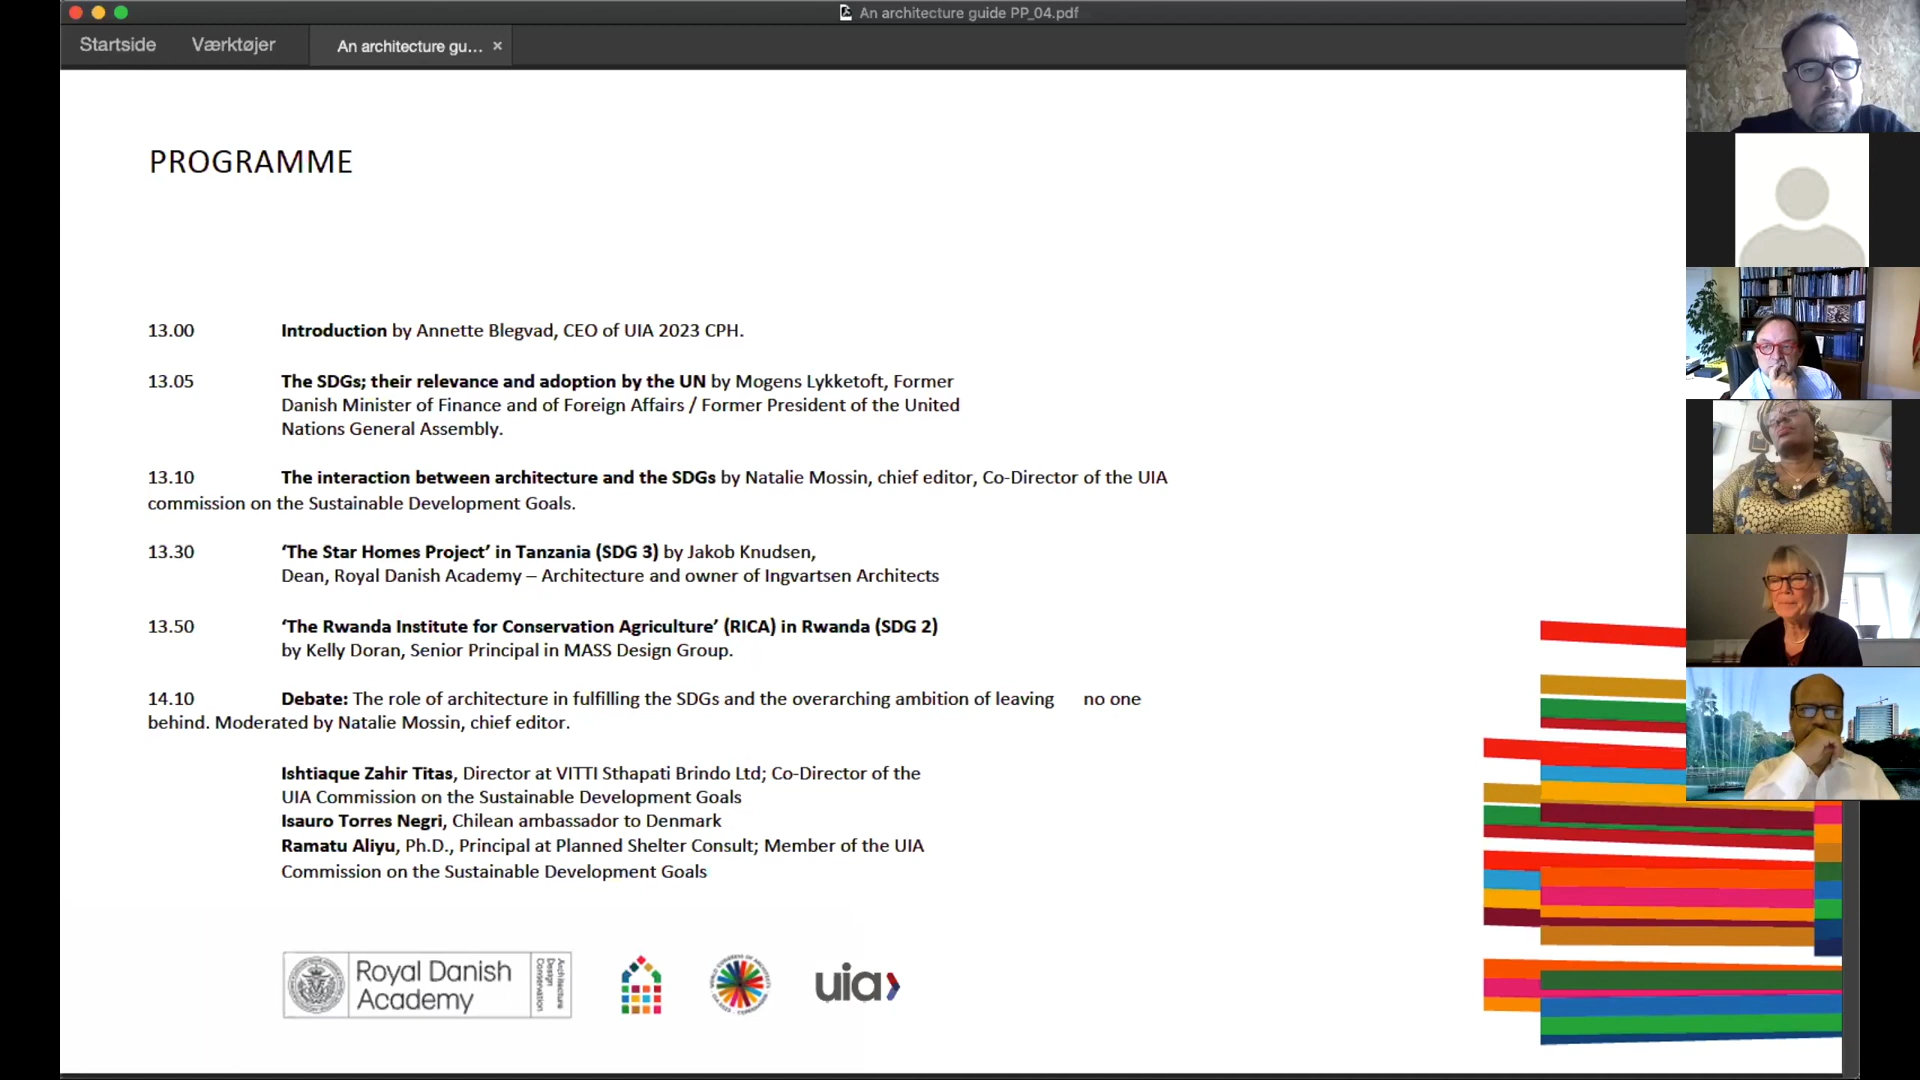 An architecture guide PP_04.pdf
Startside Værktøjer An architecture gu... ×
PROGRAMME
13.00 Introduction by Annette Blegvad, CEO of UIA 2023 CPH.
13.05 The SDGs; their relevance and adoption by the UN by Mogens Lykketoft, Former
Danish Minister of Finance and of Foreign Affairs / Former President of the United
Nations General Assembly.
13.10 The interaction between architecture and the SDGs by Natalie Mossin, chief editor, Co-Director of the UIA
commission on the Sustainable Development Goals.
13.30 ‘The Star Homes Project’ in Tanzania (SDG 3) by Jakob Knudsen,
Dean, Royal Danish Academy – Architecture and owner of Ingvartsen Architects
13.50 ‘The Rwanda Institute for Conservation Agriculture’ (RICA) in Rwanda (SDG 2)
by Kelly Doran, Senior Principal in MASS Design Group.
14.10 Debate: The role of architecture in fulfilling the SDGs and the overarching ambition of leaving no one
behind. Moderated by Natalie Mossin, chief editor.
Ishtiaque Zahir Titas, Director at VITTI Sthapati Brindo Ltd; Co-Director of the
UIA Commission on the Sustainable Development Goals
Isauro Torres Negri, Chilean ambassador to Denmark
Ramatu Aliyu, Ph.D., Principal at Planned Shelter Consult; Member of the UIA
Commission on the Sustainable Development Goals
Royal Danish
Academy
Architecture
Design
Conservation
uia